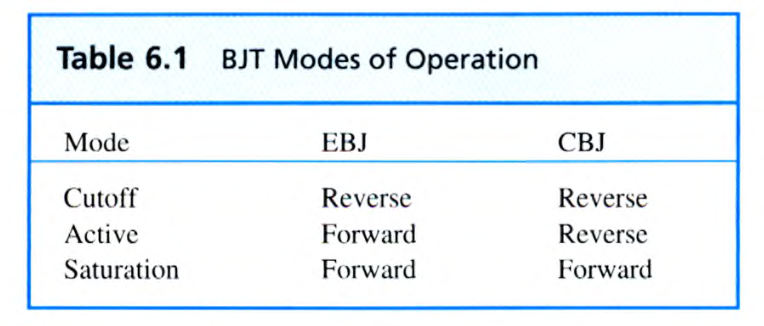 Table 6.1 BJT Modes of Operation
Mode EBJ CBJ
Cutoff Reverse Reverse
Active Forward Reverse
Saturation Forward Forward